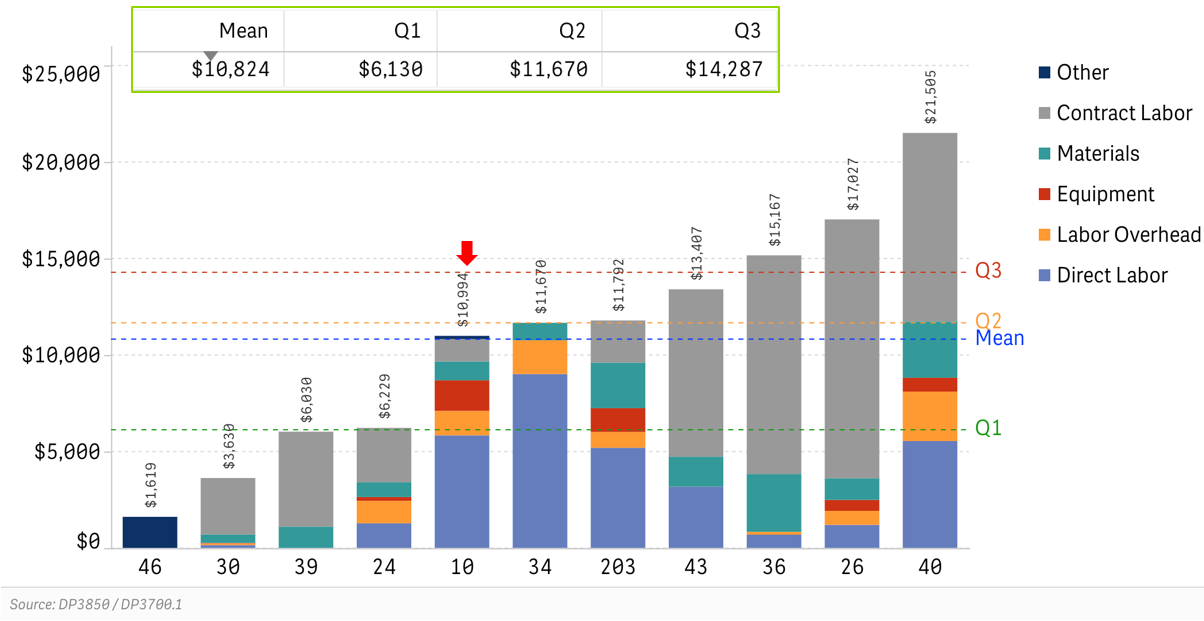 Mean Q1 Q2 Q3
$10,824 $6,130 $11,670 $14,287
$25,000
$20,000
$15,000
$10,000
$5,000
$0
$1,619
$3,630
$6,030
$6,229
$10,994
$11,670
$11,792
$13,407
$15,167
$17,027
$21,505
Q3
Q2
Mean
Q1
46 30 39 24 10 34 203 43 36 26 40
Other
Contract Labor
Materials
Equipment
Labor Overhead
Direct Labor
Source: DP3850 / DP3700.1